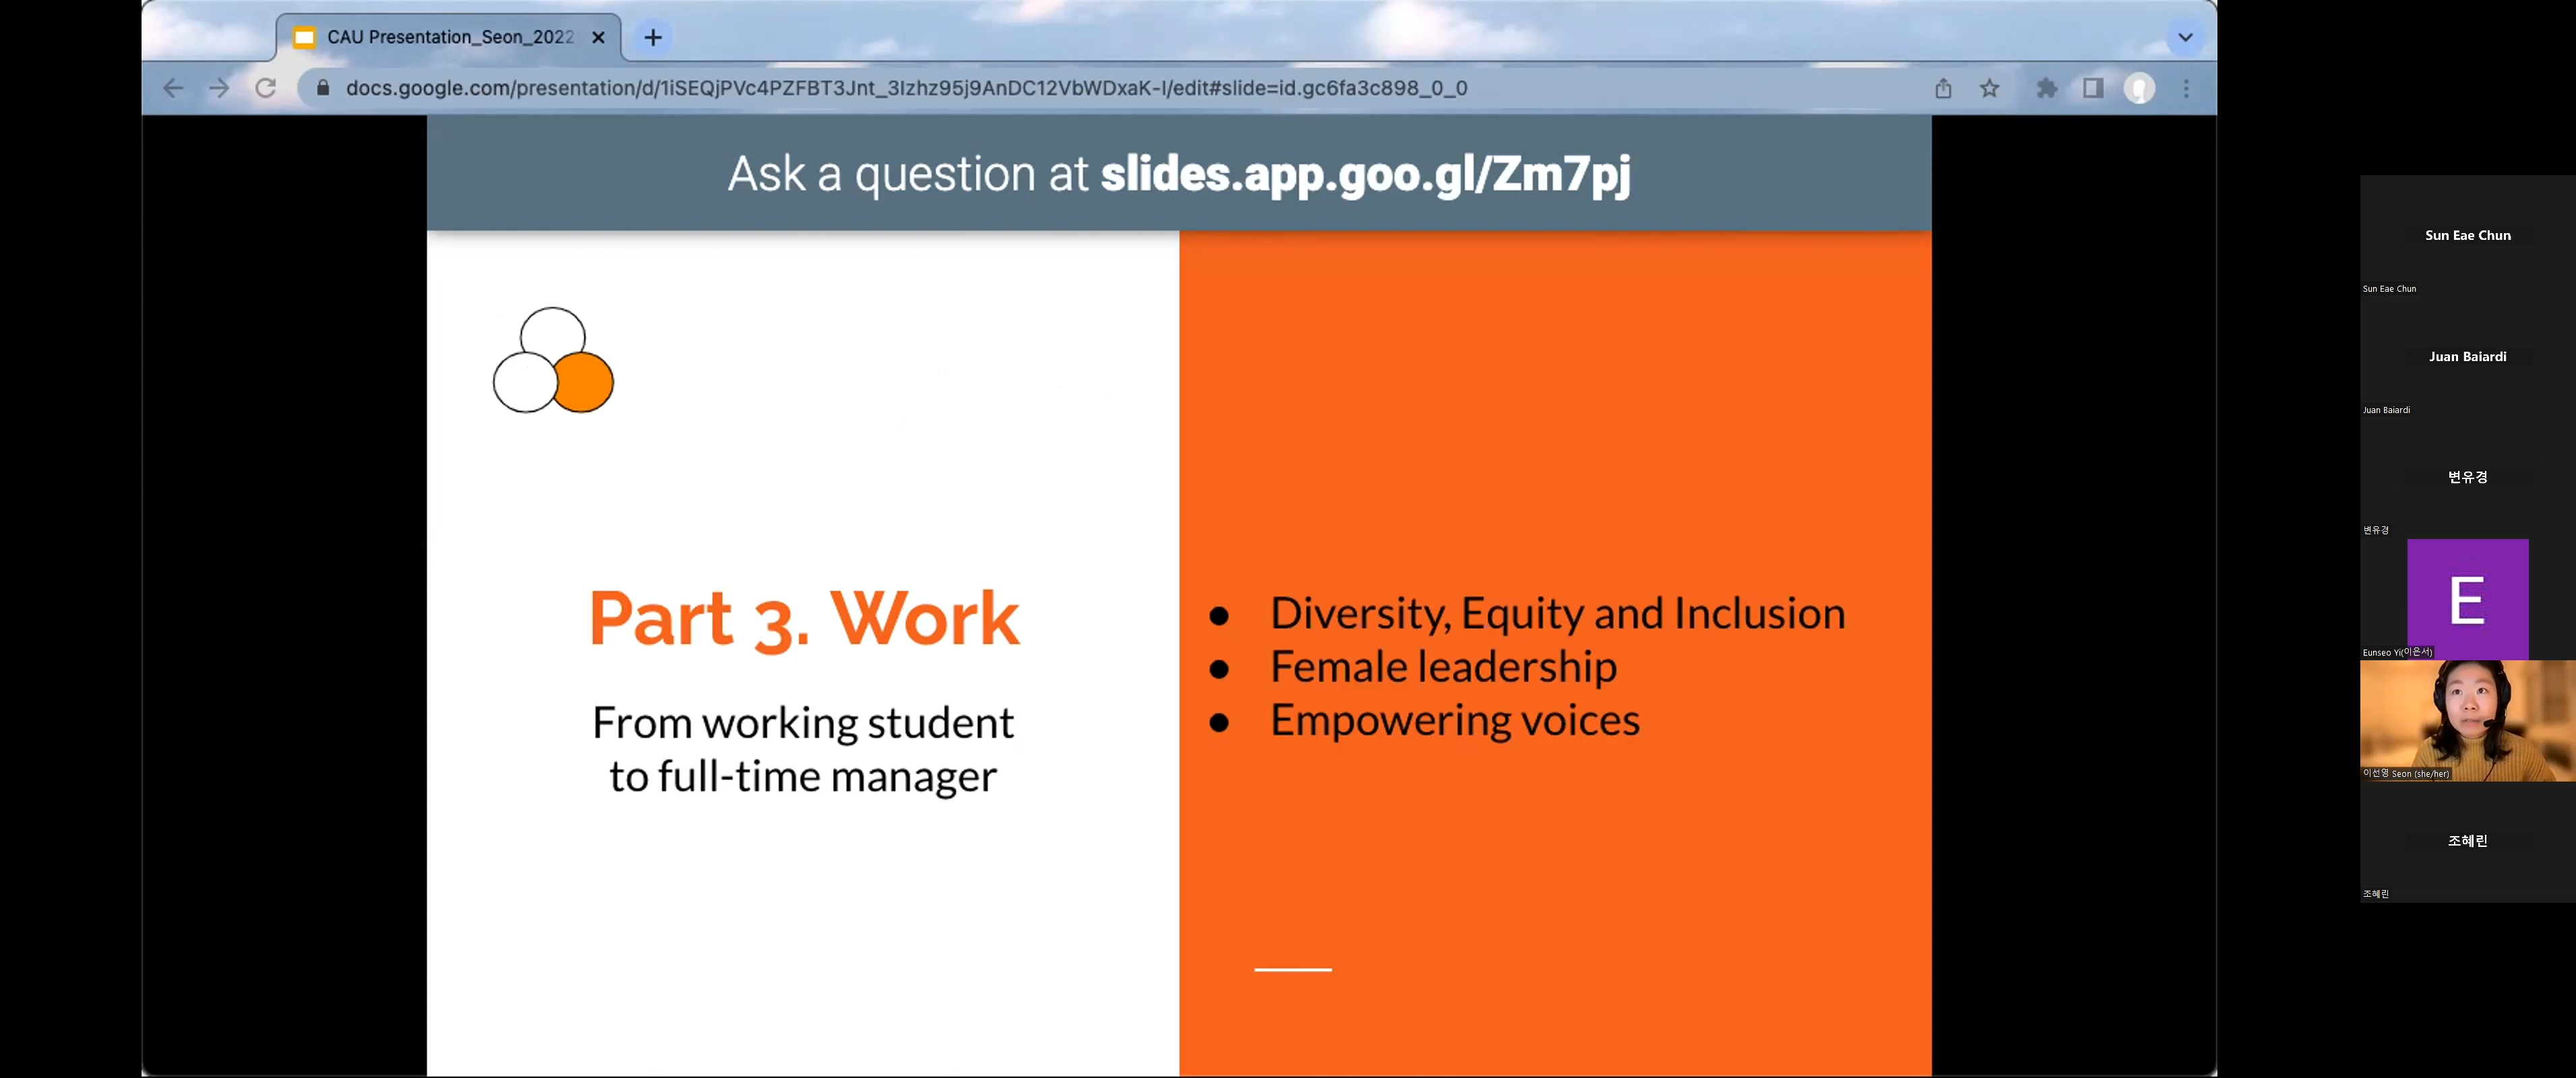 CAU Presentation_Seon_2022
docs.google.com/presentation/d/1iSEQjPVc4PZFBT3Jnt_3Izhz95j9AnDC12VbWDxaK-I/edit#slide=id.gc6fa3c898_0_0
Ask a question at slides.app.goo.gl/Zm7pj
Part 3. Work
From working student
to full-time manager
● Diversity, Equity and Inclusion
● Female leadership
● Empowering voices
Sun Eae Chun
Sun Eae Chun
Juan Baiardi
Juan Baiardi
변유경
변유경
E
Eunseo Yi(이은서)
이선영 Seon (she/her)
조혜린
조혜린